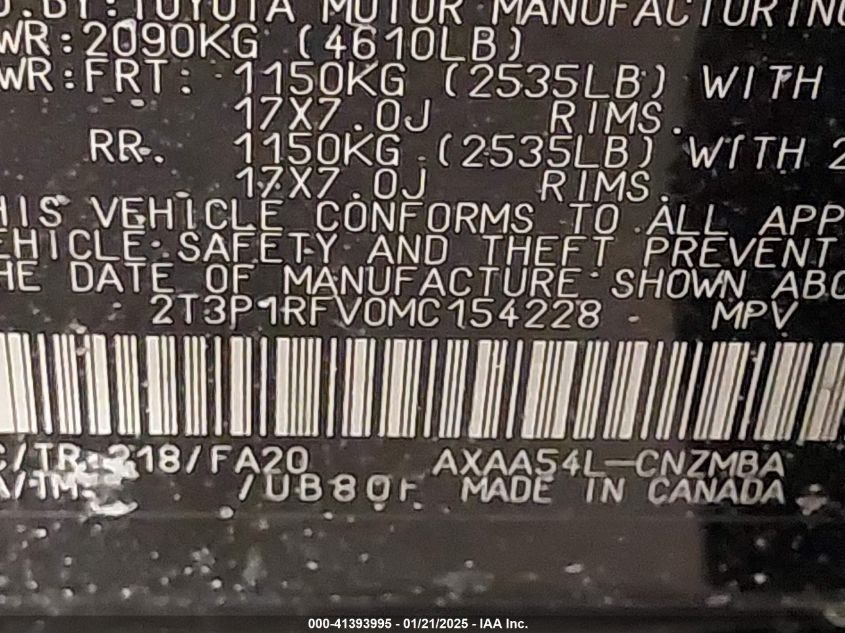 D.BY:TOYOTA MOTOR MANUFACTURING
WR:2090KG (4610LB)
WR:FRT: 1150KG (2535LB) WITH
17X7.0J RIMS.
RR. 1150KG (2535LB) WITH 2
17X7.0J RIMS.
HIS VEHICLE CONFORMS TO ALL APP
EHICLE SAFETY AND THEFT PREVENT
HE DATE OF MANUFACTURE SHOWN ABO
2T3P1RFV0MC154228 MPV
C/TR:218/FA20 AXAA54L-CNZMBA
A/TM: /UB80F MADE IN CANADA
000-41393995 - 01/21/2025 - IAA Inc.